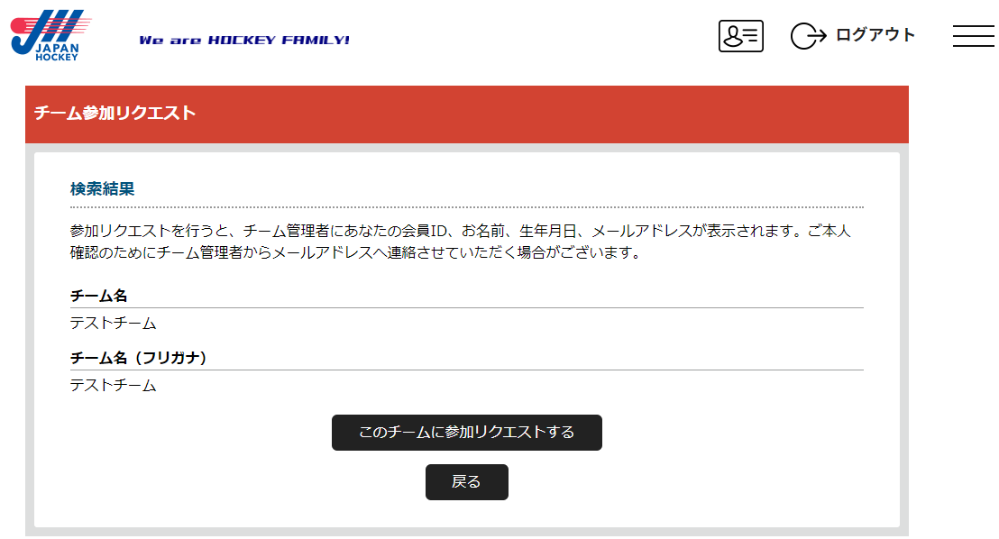 JAPAN
HOCKEY
We are HOCKEY FAMILY!
ログアウト
チーム参加リクエスト
検索結果
参加リクエストを行うと、チーム管理者にあなたの会員ID、お名前、生年月日、メールアドレスが表示されます。ご本人
確認のためにチーム管理者からメールアドレスへ連絡させていただく場合がございます。
チーム名
テストチーム
チーム名（フリガナ）
テストチーム
このチームに参加リクエストする
戻る